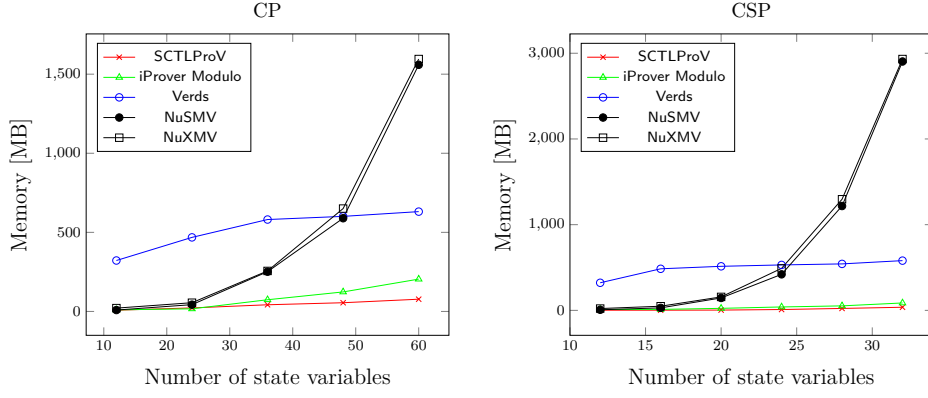 CP
Memory [MB]
1,500
1,000
500
0
SCTLProV
iProver Modulo
Verds
NuSMV
NuXMV
10 20 30 40 50 60
Number of state variables
CSP
Memory [MB]
3,000
2,000
1,000
0
SCTLProV
iProver Modulo
Verds
NuSMV
NuXMV
10 15 20 25 30
Number of state variables